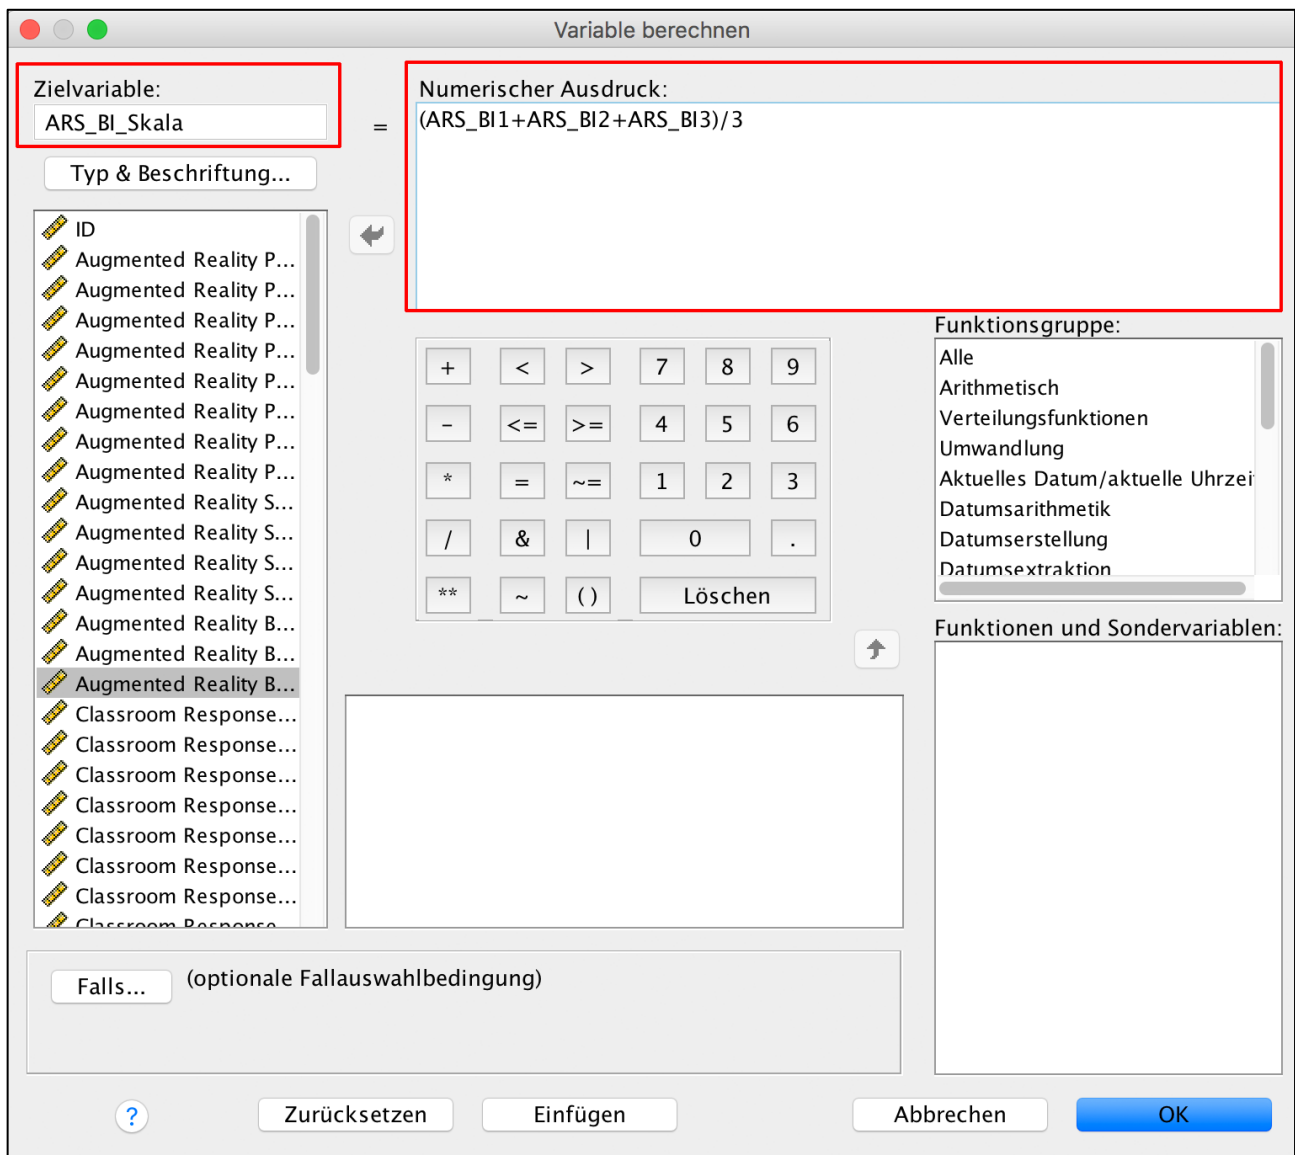 Variable berechnen
Zielvariable:
ARS_BI_Skala
=
Numerischer Ausdruck:
(ARS_BI1+ARS_BI2+ARS_BI3)/3
Typ & Beschriftung...
ID
Augmented Reality P...
Augmented Reality P...
Augmented Reality P...
Augmented Reality P...
Augmented Reality P...
Augmented Reality P...
Augmented Reality P...
Augmented Reality P...
Augmented Reality S...
Augmented Reality S...
Augmented Reality S...
Augmented Reality S...
Augmented Reality B...
Augmented Reality B...
Augmented Reality B...
Classroom Response...
Classroom Response...
Classroom Response...
Classroom Response...
Classroom Response...
Classroom Response...
Classroom Response...
Classroom Response
+ < > 7 8 9
- <= >= 4 5 6
* = ~= 1 2 3
/ & | 0 .
** ~ () Löschen
Funktionsgruppe:
Alle
Arithmetisch
Verteilungsfunktionen
Umwandlung
Aktuelles Datum/aktuelle Uhrzei
Datumsarithmetik
Datumserstellung
Datumsextraktion
Funktionen und Sondervariablen:
Falls...
(optionale Fallauswahlbedingung)
?
Zurücksetzen
Einfügen
Abbrechen
OK